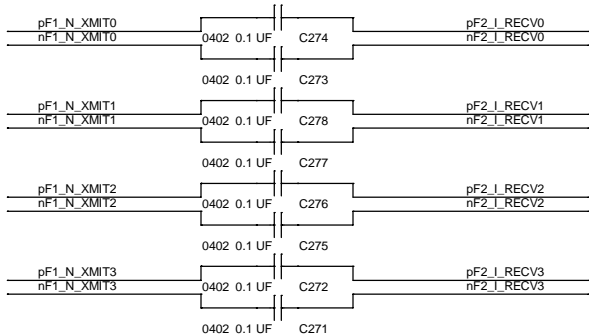 pF1_N_XMIT0 pF2_I_RECV0
nF1_N_XMIT0 0402 0.1 UF C274 nF2_I_RECV0
0402 0.1 UF C273
pF1_N_XMIT1 pF2_I_RECV1
nF1_N_XMIT1 0402 0.1 UF C278 nF2_I_RECV1
0402 0.1 UF C277
pF1_N_XMIT2 pF2_I_RECV2
nF1_N_XMIT2 0402 0.1 UF C276 nF2_I_RECV2
0402 0.1 UF C275
pF1_N_XMIT3 pF2_I_RECV3
nF1_N_XMIT3 0402 0.1 UF C272 nF2_I_RECV3
0402 0.1 UF C271